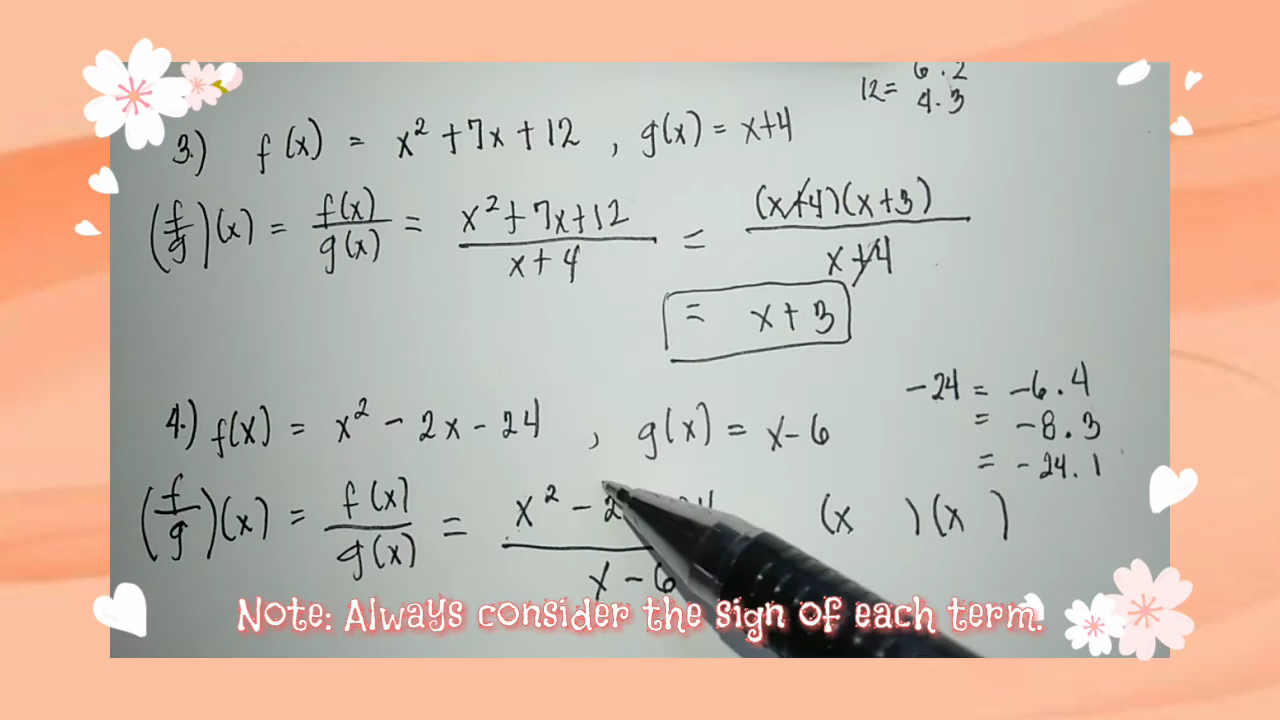 12 = 6 . 2
4 . 3
3.) f(x) = x² + 7x + 12 , g(x) = x+4
(f/g)(x) = f(x)/g(x) = x² + 7x + 12 / x + 4 = (x+4)(x+3) / x+4
= x + 3
-24 = -6 . 4
= -8 . 3
= -24 . 1
4.) f(x) = x² - 2x - 24 , g(x) = x - 6
(f/g)(x) = f(x)/g(x) = x² - 2 24 / x - 6 (x )(x )
Note: Always consider the sign of each term.